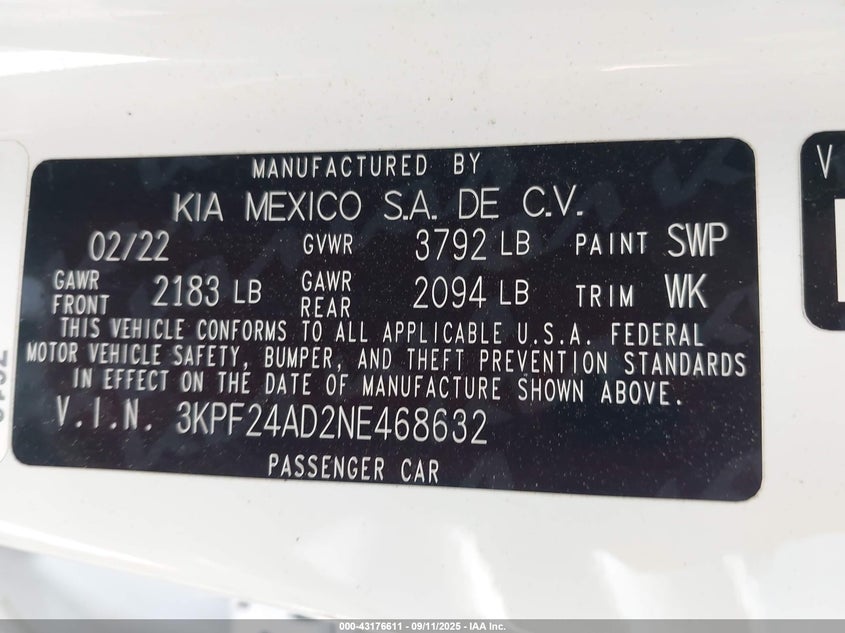 MANUFACTURED BY
KIA MEXICO S.A. DE C.V.
02/22 GVWR 3792 LB PAINT SWP
GAWR FRONT 2183 LB GAWR REAR 2094 LB TRIM WK
THIS VEHICLE CONFORMS TO ALL APPLICABLE U.S.A. FEDERAL
MOTOR VEHICLE SAFETY, BUMPER, AND THEFT PREVENTION STANDARDS
IN EFFECT ON THE DATE OF MANUFACTURE SHOWN ABOVE.
V.I.N. 3KPF24AD2NE468632
PASSENGER CAR
V
000-43176611 - 09/11/2025 - IAA Inc.